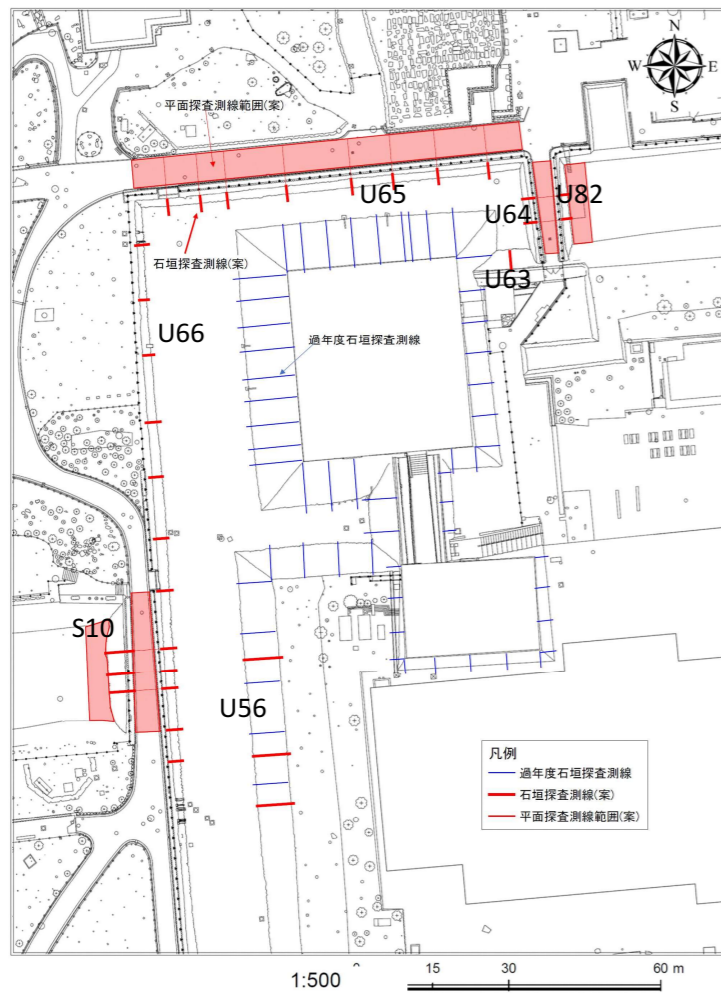 N
W
E
S
平面探査測線範囲(案)
U65
U64
U82
石垣探査測線(案)
U63
U66
過年度石垣探査測線
S10
U56
凡例
過年度石垣探査測線
石垣探査測線(案)
平面探査測線範囲(案)
1:500
15
30
60 m